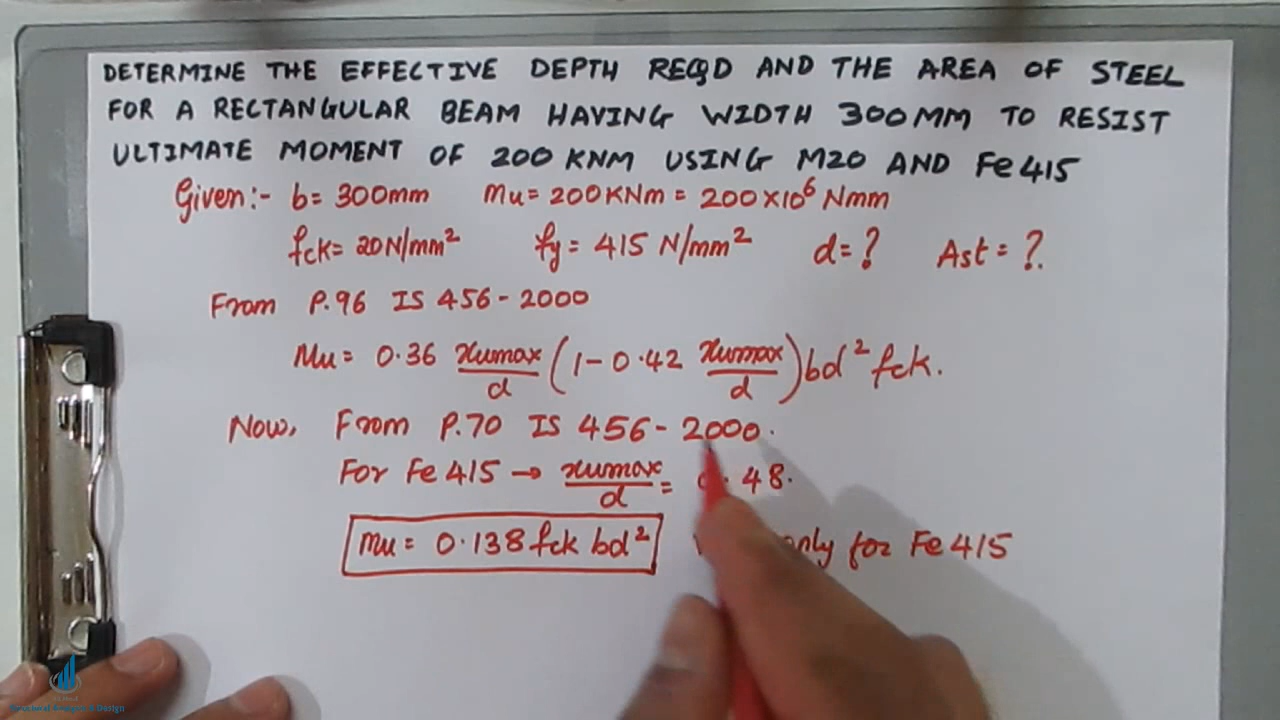 DETERMINE THE EFFECTIVE DEPTH REQD AND THE AREA OF STEEL
FOR A RECTANGULAR BEAM HAVING WIDTH 300MM TO RESIST
ULTIMATE MOMENT OF 200 KNM USING M20 AND Fe415
Given:- b= 300mm Mu= 200KNm = 200×10⁶ Nmm
fck= 20N/mm² fy= 415 N/mm² d=? Ast=?
From P.96 IS 456-2000
Mu= 0.36 xumax/d (1-0.42 xumax/d) bd² fck.
Now, From P.70 IS 456-2000.
For Fe415 → xumax/d = .48.
Mu= 0.138 fck bd² only for Fe415